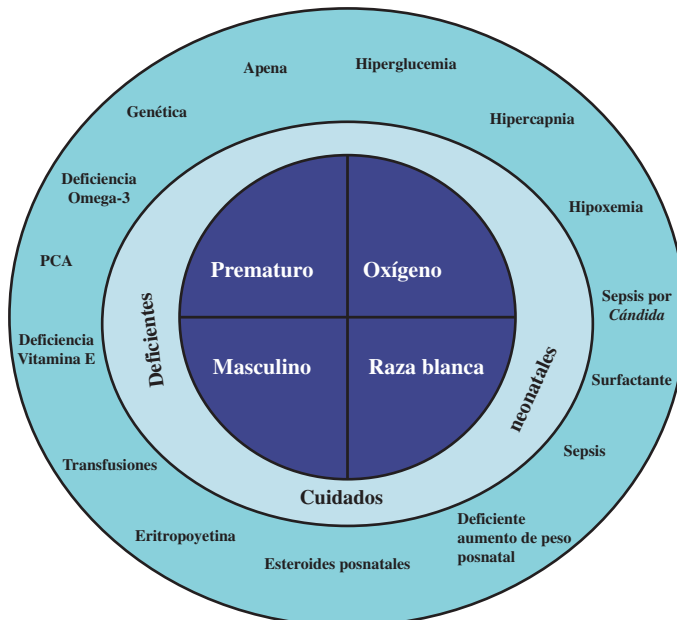 Apena
Hiperglucemia
Genética
Hipercapnia
Deficiencia
Omega-3
Hipoxemia
PCA
Sepsis por
Cándida
Deficiencia
Vitamina E
Surfactante
Transfusiones
Sepsis
Eritropoyetina
Esteroides posnatales
Deficiente
aumento de peso
posnatal
Deficientes
Cuidados
neonatales
Prematuro
Oxígeno
Masculino
Raza blanca